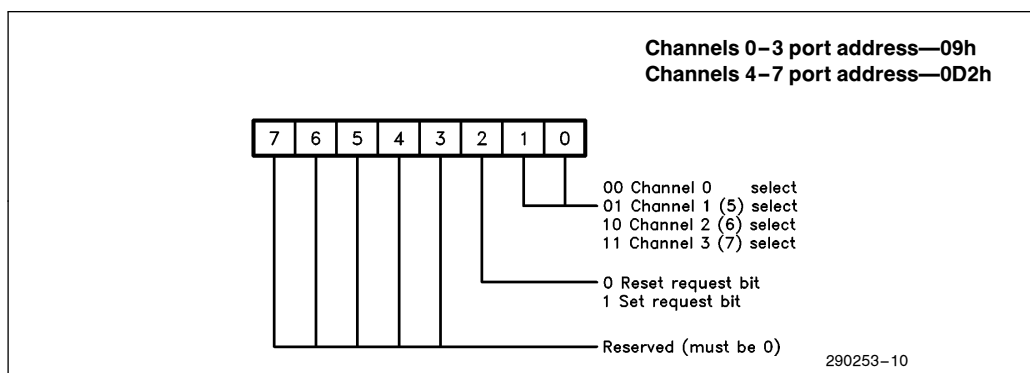 Channels 0–3 port address—09h
Channels 4–7 port address—0D2h
7 6 5 4 3 2 1 0
00 Channel 0 select
01 Channel 1 (5) select
10 Channel 2 (6) select
11 Channel 3 (7) select
0 Reset request bit
1 Set request bit
Reserved (must be 0)
290253–10